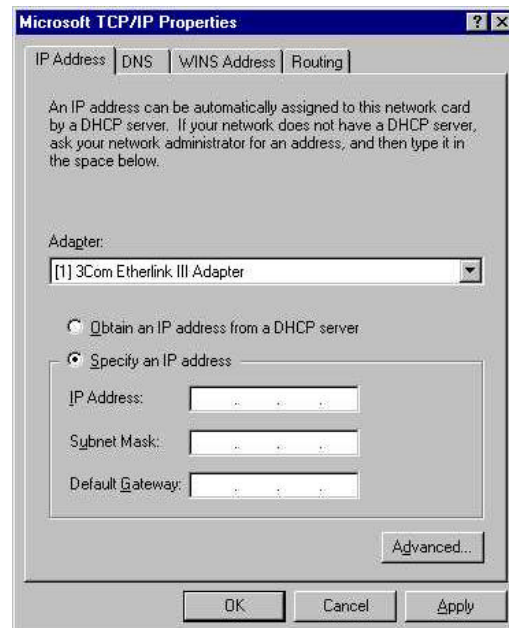 Microsoft TCP/IP Properties
? X
IP Address
DNS
WINS Address
Routing
An IP address can be automatically assigned to this network card
by a DHCP server. If your network does not have a DHCP server,
ask your network administrator for an address, and then type it in
the space below.
Adapter:
[1] 3Com Etherlink III Adapter
Obtain an IP address from a DHCP server
Specify an IP address
IP Address:
Subnet Mask:
Default Gateway:
Advanced...
OK
Cancel
Apply